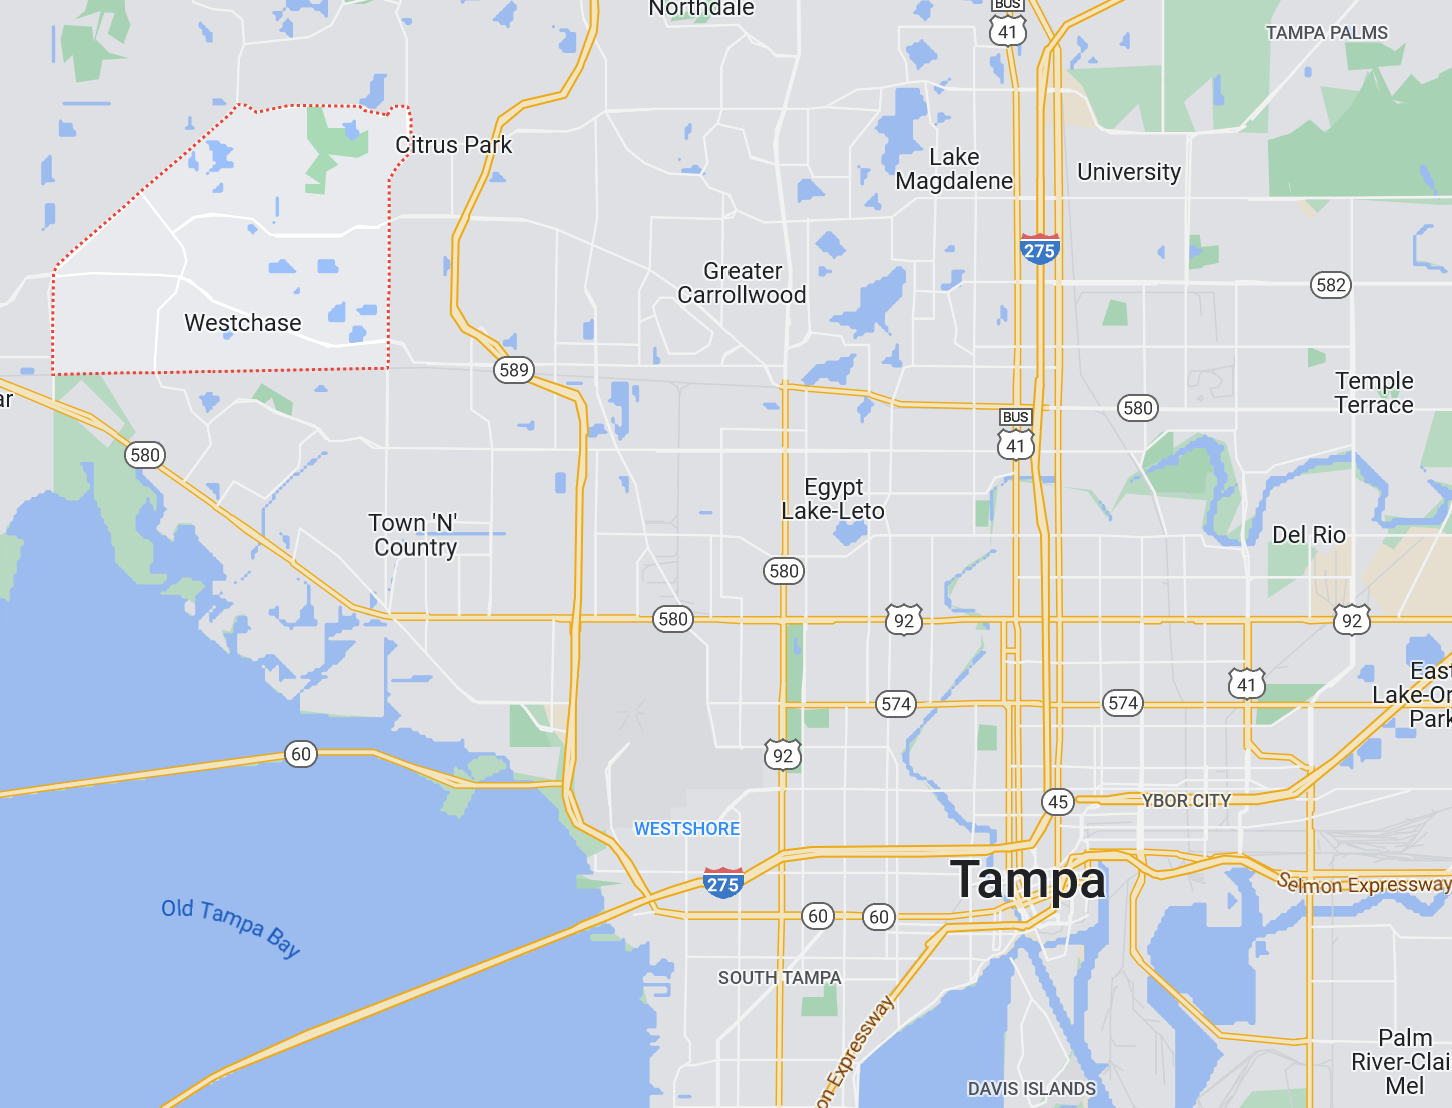 Northdale
BUS
41
TAMPA PALMS
Citrus Park
Lake
Magdalene
University
275
Greater
Carrollwood
582
Westchase
589
Temple
Terrace
ar
580
BUS
41
580
Egypt
Lake-Leto
Town 'N'
Country
Del Rio
580
580
92
92
41
East
Lake-Or
Park
574
574
60
92
45
YBOR CITY
WESTSHORE
275
Tampa
Selmon Expressway
Old Tampa Bay
60
60
SOUTH TAMPA
on Expressway
Palm
River-Clai
Mel
DAVIS ISLANDS